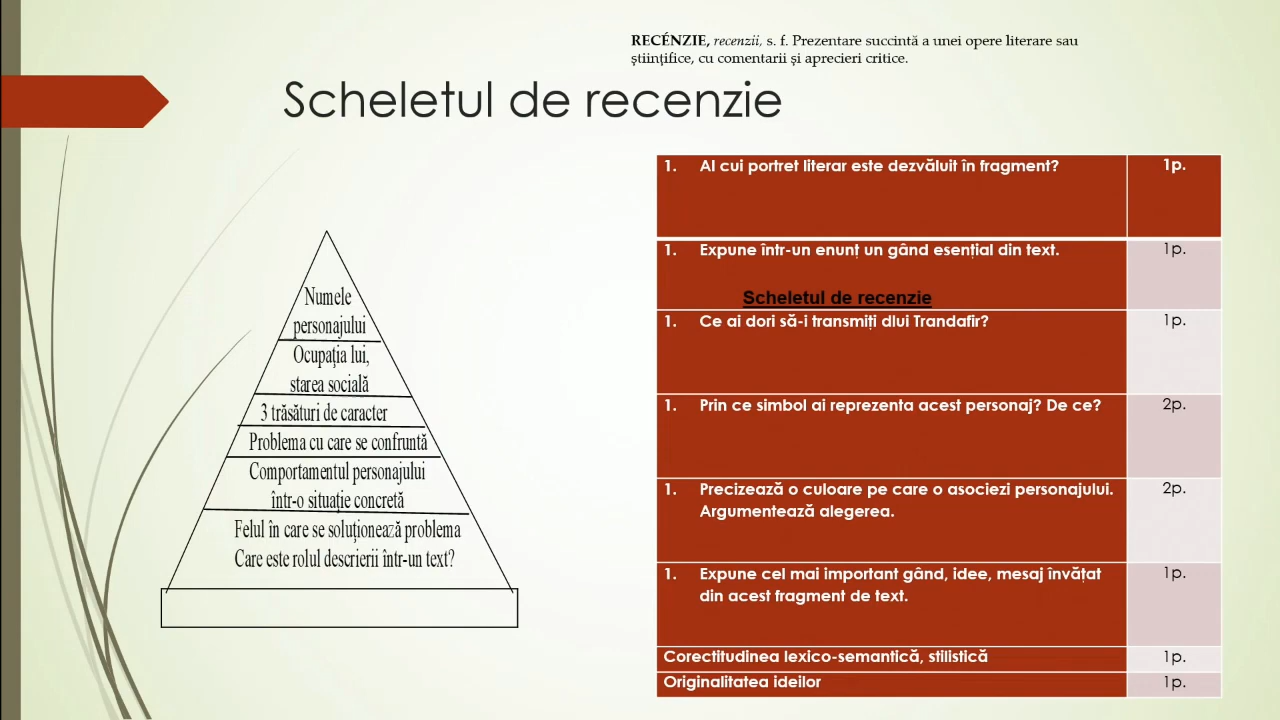 RECÉNZIE, recenzii, s. f. Prezentare succintă a unei opere literare sau
științifice, cu comentarii și aprecieri critice.
Scheletul de recenzie
Numele
personajului
Ocupația lui,
starea socială
3 trăsături de caracter
Problema cu care se confruntă
Comportamentul personajului
într-o situație concretă
Felul în care se soluționează problema
Care este rolul descrierii într-un text?
1. Al cui portret literar este dezvăluit în fragment? 1p.
1. Expune într-un enunț un gând esențial din text. 1p.
Scheletul de recenzie
1. Ce ai dori să-i transmiți dlui Trandafir? 1p.
1. Prin ce simbol ai reprezenta acest personaj? De ce? 2p.
1. Precizează o culoare pe care o asociezi personajului. 2p.
Argumentează alegerea.
1. Expune cel mai important gând, idee, mesaj învățat 1p.
din acest fragment de text.
Corectitudinea lexico-semantică, stilistică 1p.
Originalitatea ideilor 1p.